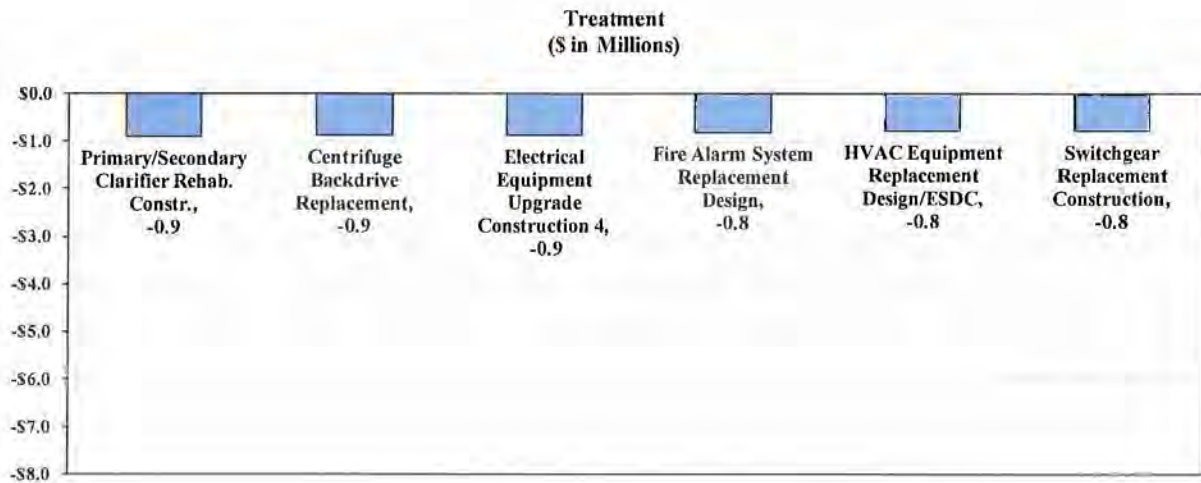 Treatment
($ in Millions)
$0.0
-$1.0
-$2.0
-$3.0
-$4.0
-$5.0
-$6.0
-$7.0
-$8.0
Primary/Secondary
Clarifier Rehab.
Constr.,
-0.9
Centrifuge
Backdrive
Replacement,
-0.9
Electrical
Equipment
Upgrade
Construction 4,
-0.9
Fire Alarm System
Replacement
Design,
-0.8
HVAC Equipment
Replacement
Design/ESDC,
-0.8
Switchgear
Replacement
Construction,
-0.8